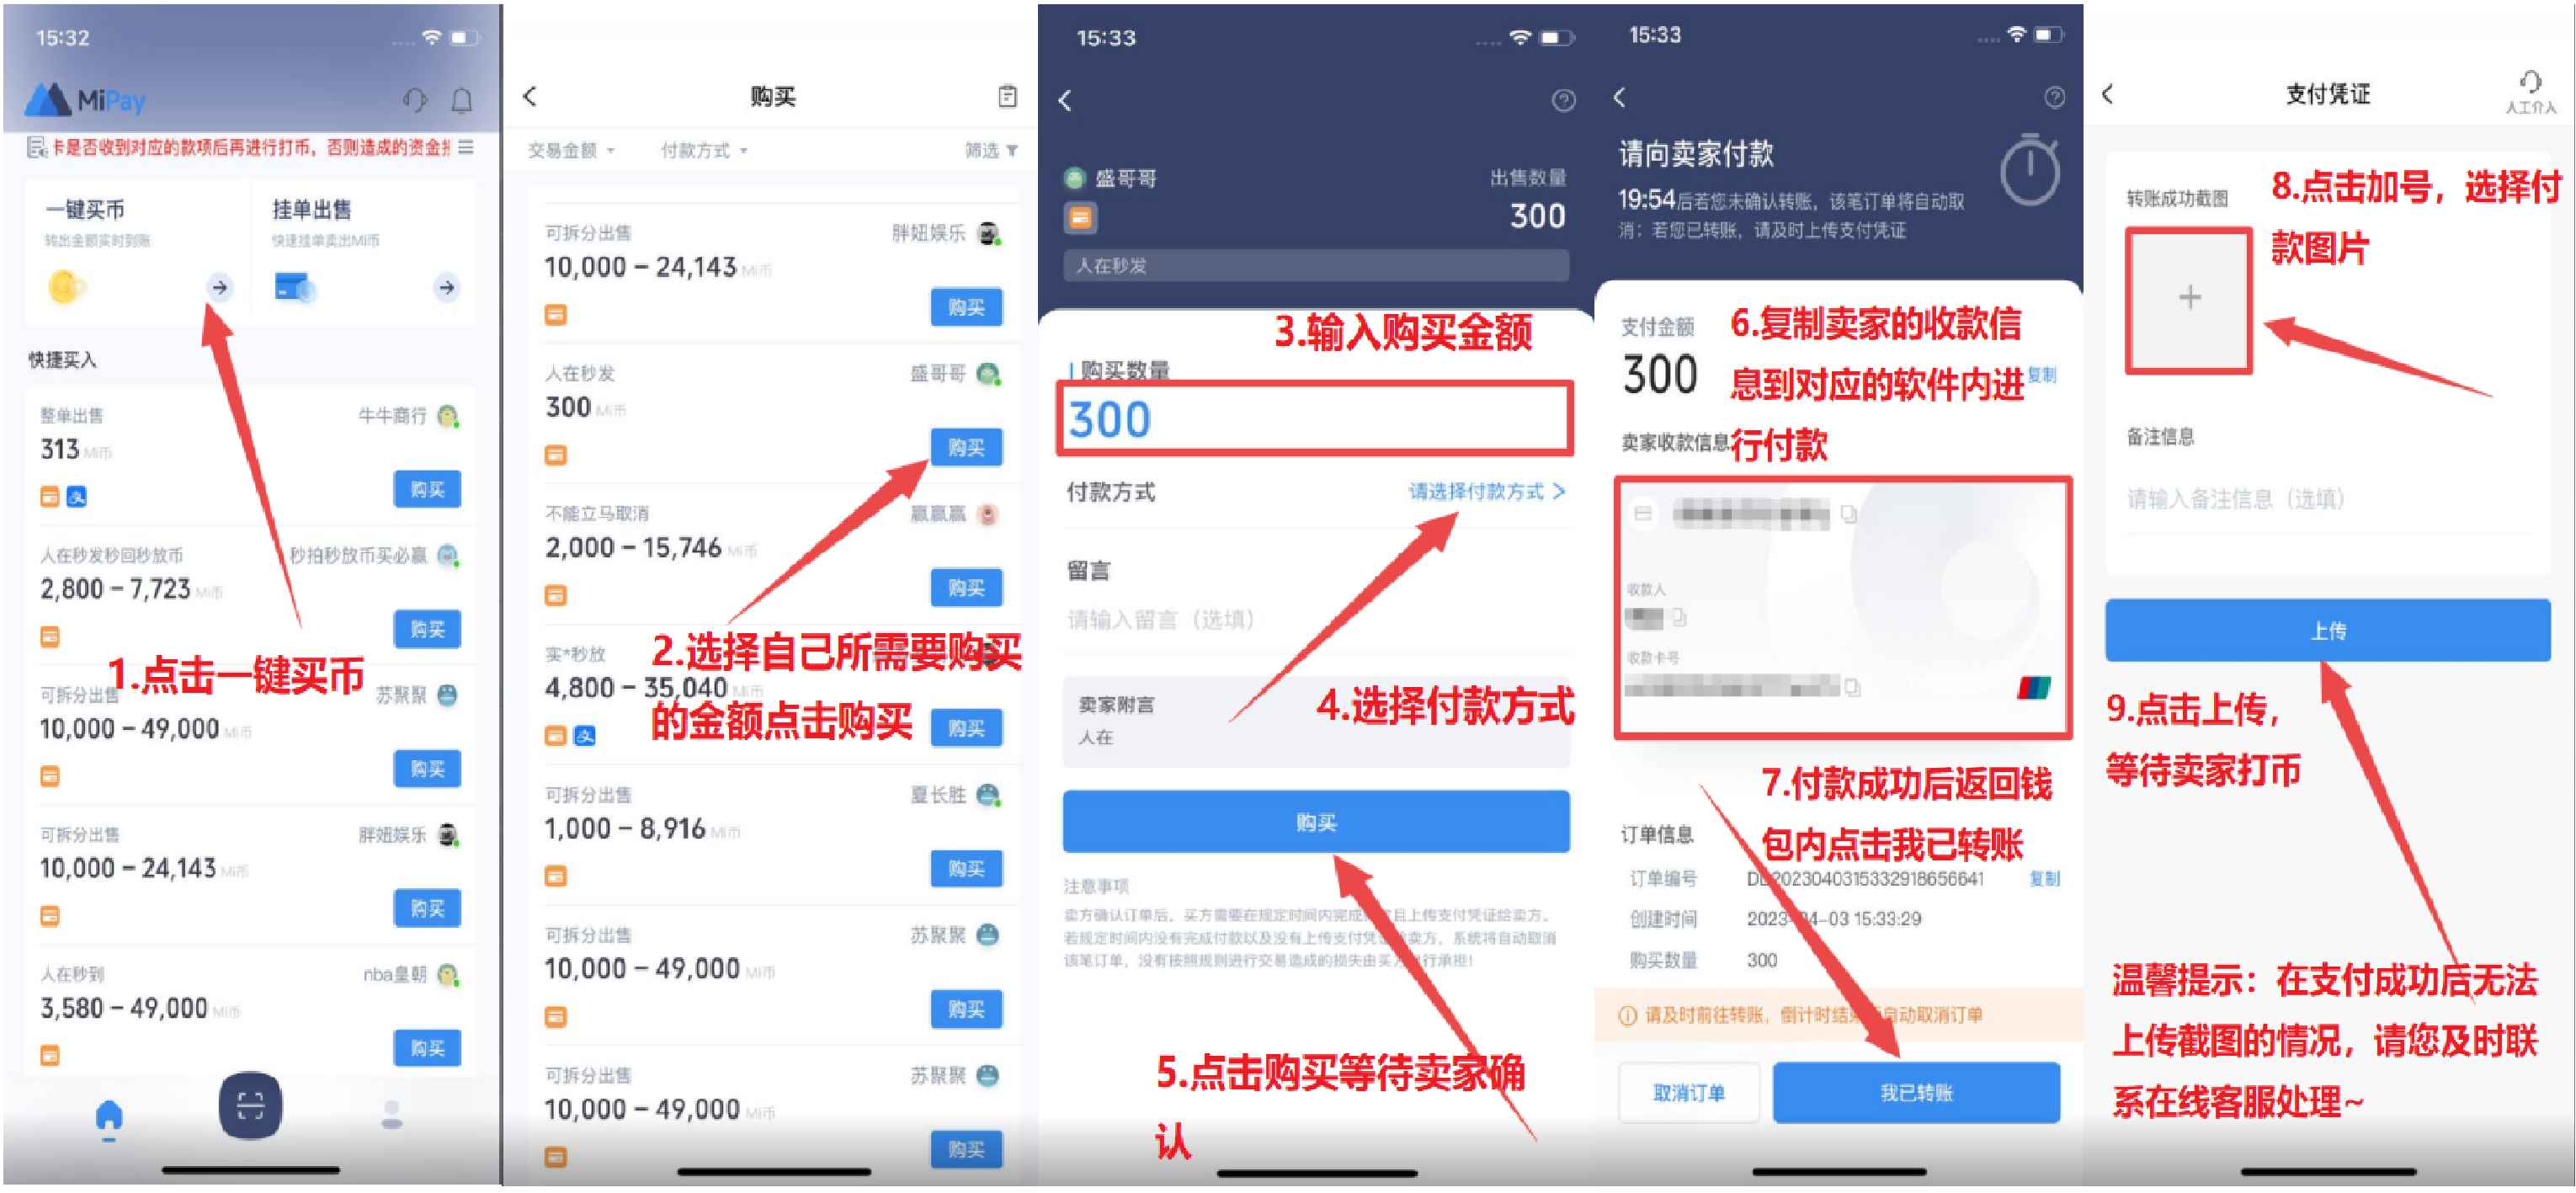 15:32
MiPay
卡是否收到对应的款项后再进行打币，否则造成的资金损
一键买币
转出金额实时到账
挂单出售
快速挂单卖出Mi币
快捷买入
整单出售
牛牛商行
313 Mi币
购买
人在秒发秒回秒放币
秒拍秒放币买必赢
2,800 – 7,723 Mi币
购买
1.点击一键买币
可拆分出售
苏聚聚
10,000 – 49,000 Mi币
购买
可拆分出售
胖妞娱乐
10,000 – 24,143 Mi币
购买
人在秒到
nba皇朝
3,580 – 49,000 Mi币
购买
购买
交易金额
付款方式
筛选
可拆分出售
胖妞娱乐
10,000 – 24,143 Mi币
购买
人在秒发
盛哥哥
300 Mi币
购买
不能立马取消
赢赢赢
2,000 – 15,746 Mi币
购买
实*秒放
4,800 – 35,040 Mi币
购买
2.选择自己所需要购买
的金额点击购买
可拆分出售
夏长胜
1,000 – 8,916 Mi币
购买
可拆分出售
苏聚聚
10,000 – 49,000 Mi币
购买
可拆分出售
苏聚聚
10,000 – 49,000 Mi币
购买
15:33
盛哥哥
出售数量
300
人在秒发
3.输入购买金额
购买数量
300
付款方式
请选择付款方式
留言
请输入留言（选填）
4.选择付款方式
卖家附言
人在
购买
注意事项
卖方确认订单后，买方需要在规定时间内完成付款且上传支付凭证给卖方。
若规定时间内没有完成付款以及没有上传支付凭证给卖方，系统将自动取消
该笔订单，没有按照规则进行交易造成的损失由买方自行承担！
5.点击购买等待卖家确
认
15:33
请向卖家付款
19:54后若您未确认转账，该笔订单将自动取
消；若您已转账，请及时上传支付凭证
支付金额
300
复制
6.复制卖家的收款信
息到对应的软件内进
行付款
卖家收款信息
收款人
收款卡号
7.付款成功后返回钱
包内点击我已转账
订单信息
订单编号
DD2023040315332918656641
复制
创建时间
2023-04-03 15:33:29
购买数量
300
请及时前往转账，倒计时结束后自动取消订单
取消订单
我已转账
支付凭证
人工介入
转账成功截图
8.点击加号，选择付
款图片
备注信息
请输入备注信息（选填）
上传
9.点击上传，
等待卖家打币
温馨提示：在支付成功后无法
上传截图的情况，请您及时联
系在线客服处理~